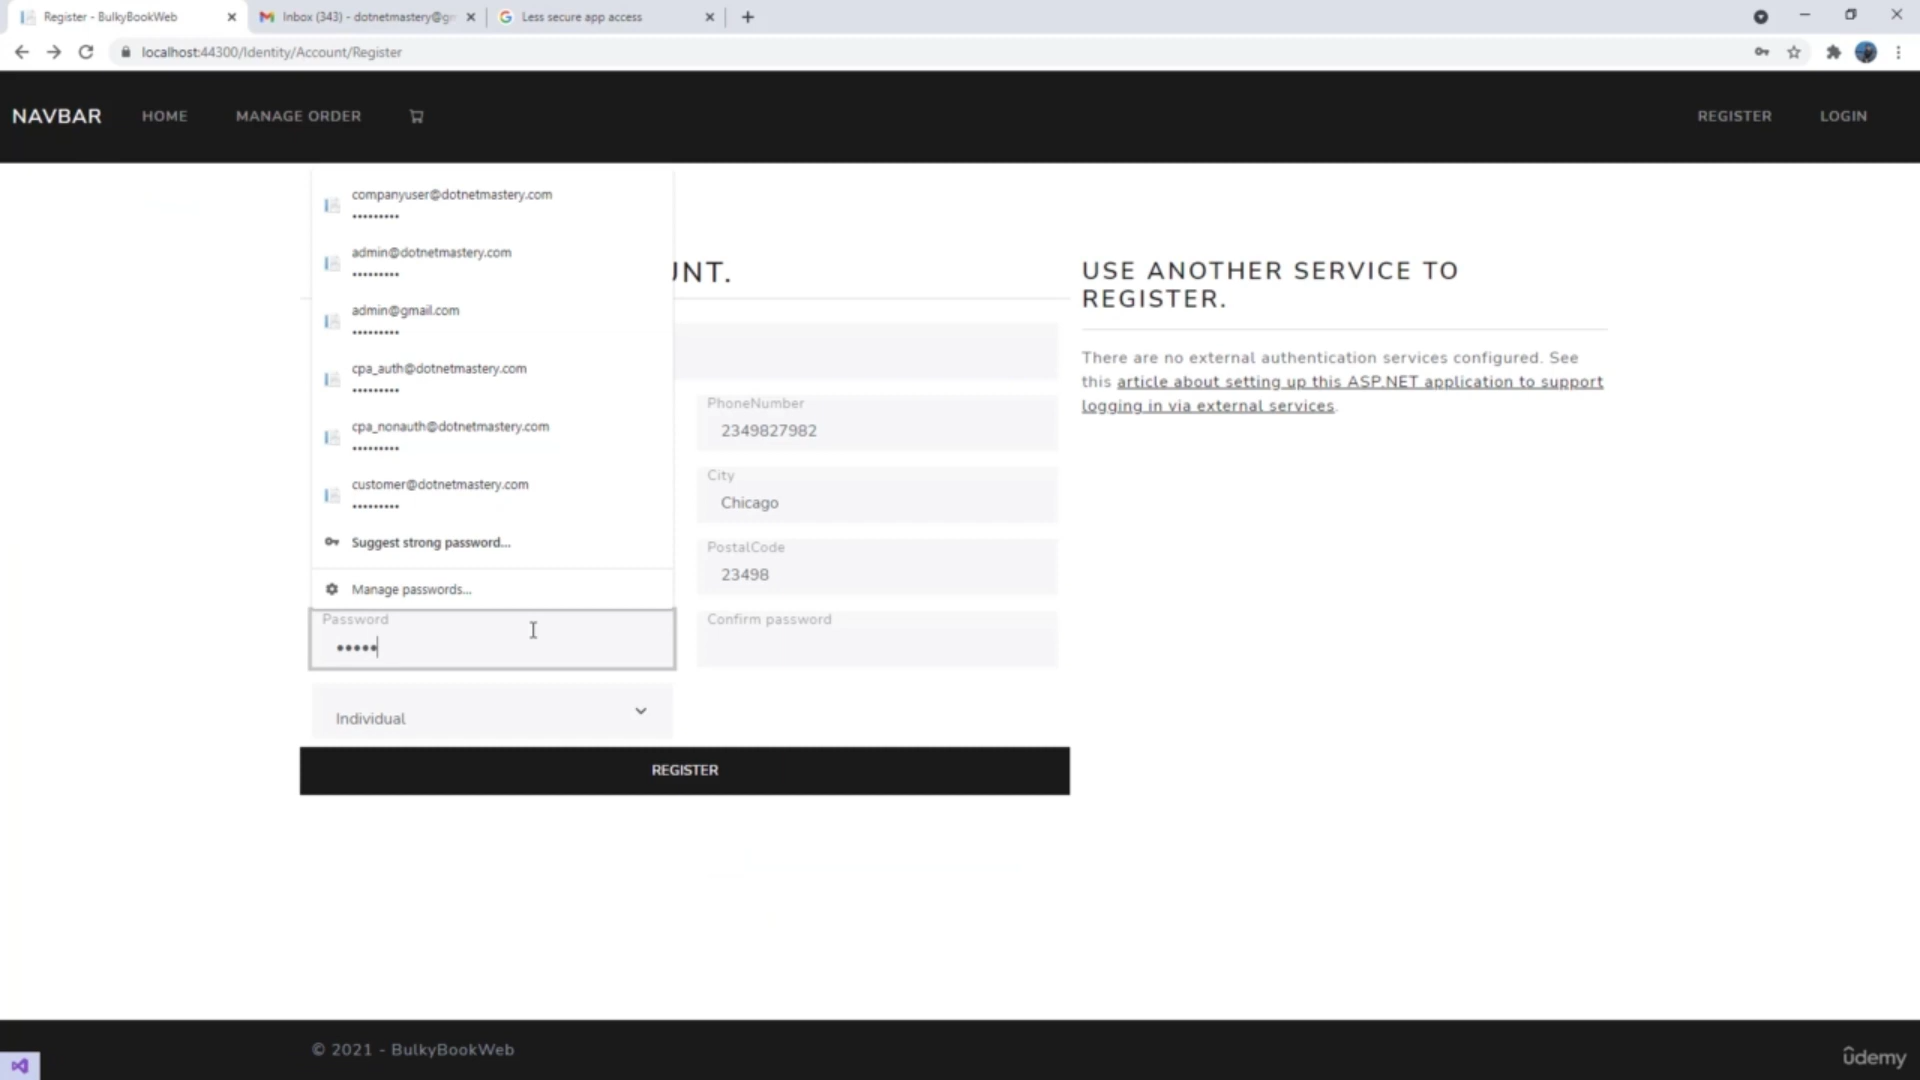 Register - BulkyBookWeb
Inbox (343) - dotnetmastery@gm
Less secure app access
localhost:44300/Identity/Account/Register
NAVBAR HOME MANAGE ORDER REGISTER LOGIN
companyuser@dotnetmastery.com
•••••••••
admin@dotnetmastery.com
•••••••••
admin@gmail.com
•••••••••
cpa_auth@dotnetmastery.com
•••••••••
cpa_nonauth@dotnetmastery.com
•••••••••
customer@dotnetmastery.com
•••••••••
Suggest strong password...
Manage passwords...
UNT.
PhoneNumber
2349827982
City
Chicago
PostalCode
23498
Password
•••••
Confirm password
Individual
REGISTER
USE ANOTHER SERVICE TO
REGISTER.
There are no external authentication services configured. See
this article about setting up this ASP.NET application to support
logging in via external services.
© 2021 - BulkyBookWeb
ûdemy